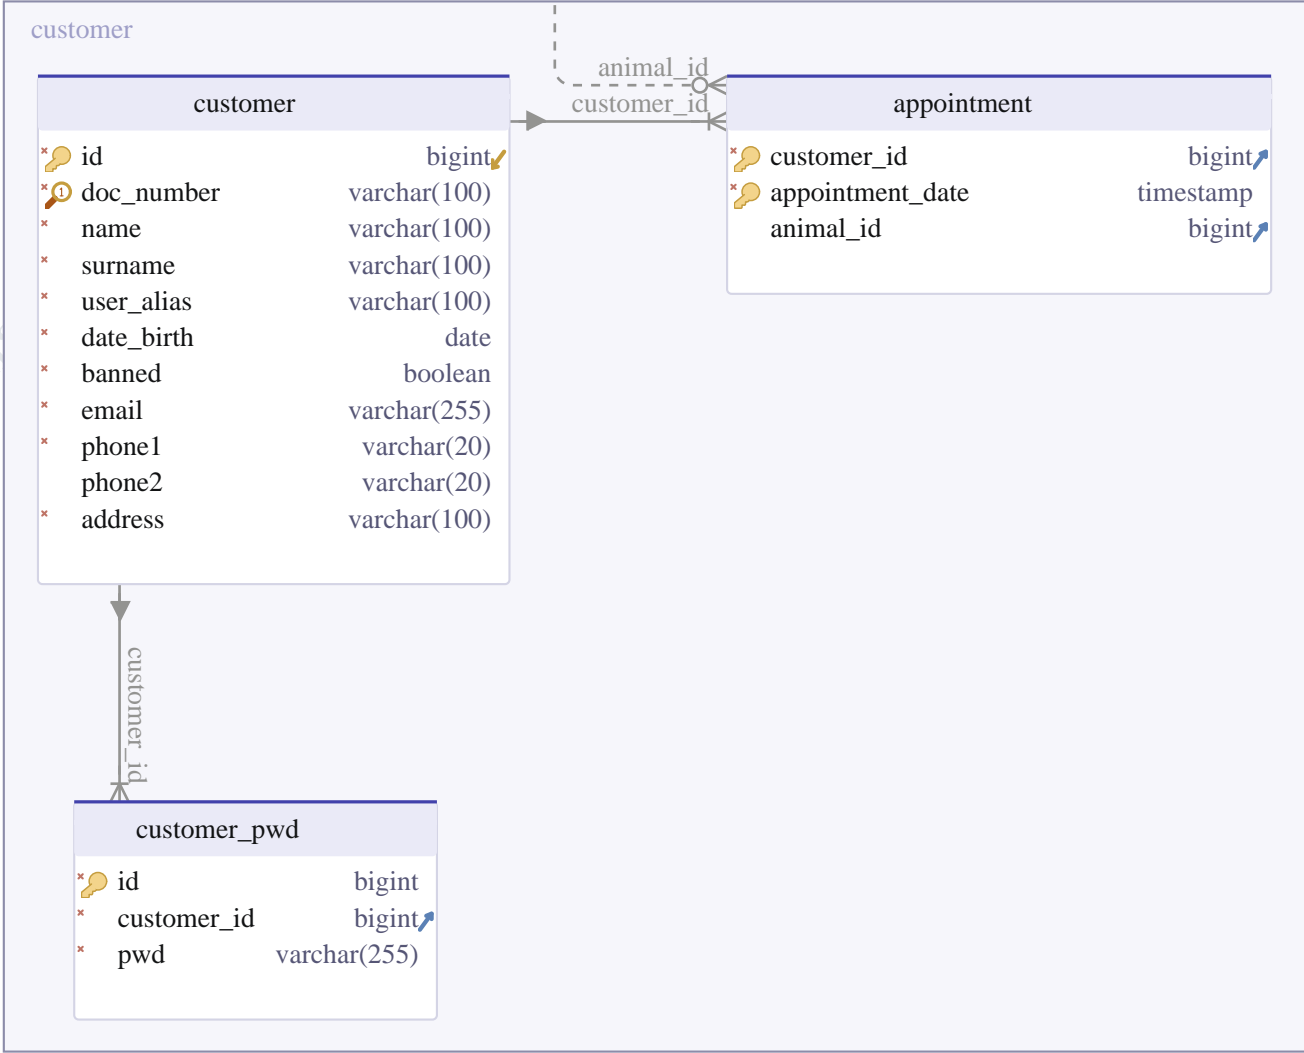 customer
animal_id
customer_id
customer
id bigint
doc_number varchar(100)
name varchar(100)
surname varchar(100)
user_alias varchar(100)
date_birth date
banned boolean
email varchar(255)
phone1 varchar(20)
phone2 varchar(20)
address varchar(100)
appointment
customer_id bigint
appointment_date timestamp
animal_id bigint
customer_id
customer_pwd
id bigint
customer_id bigint
pwd varchar(255)